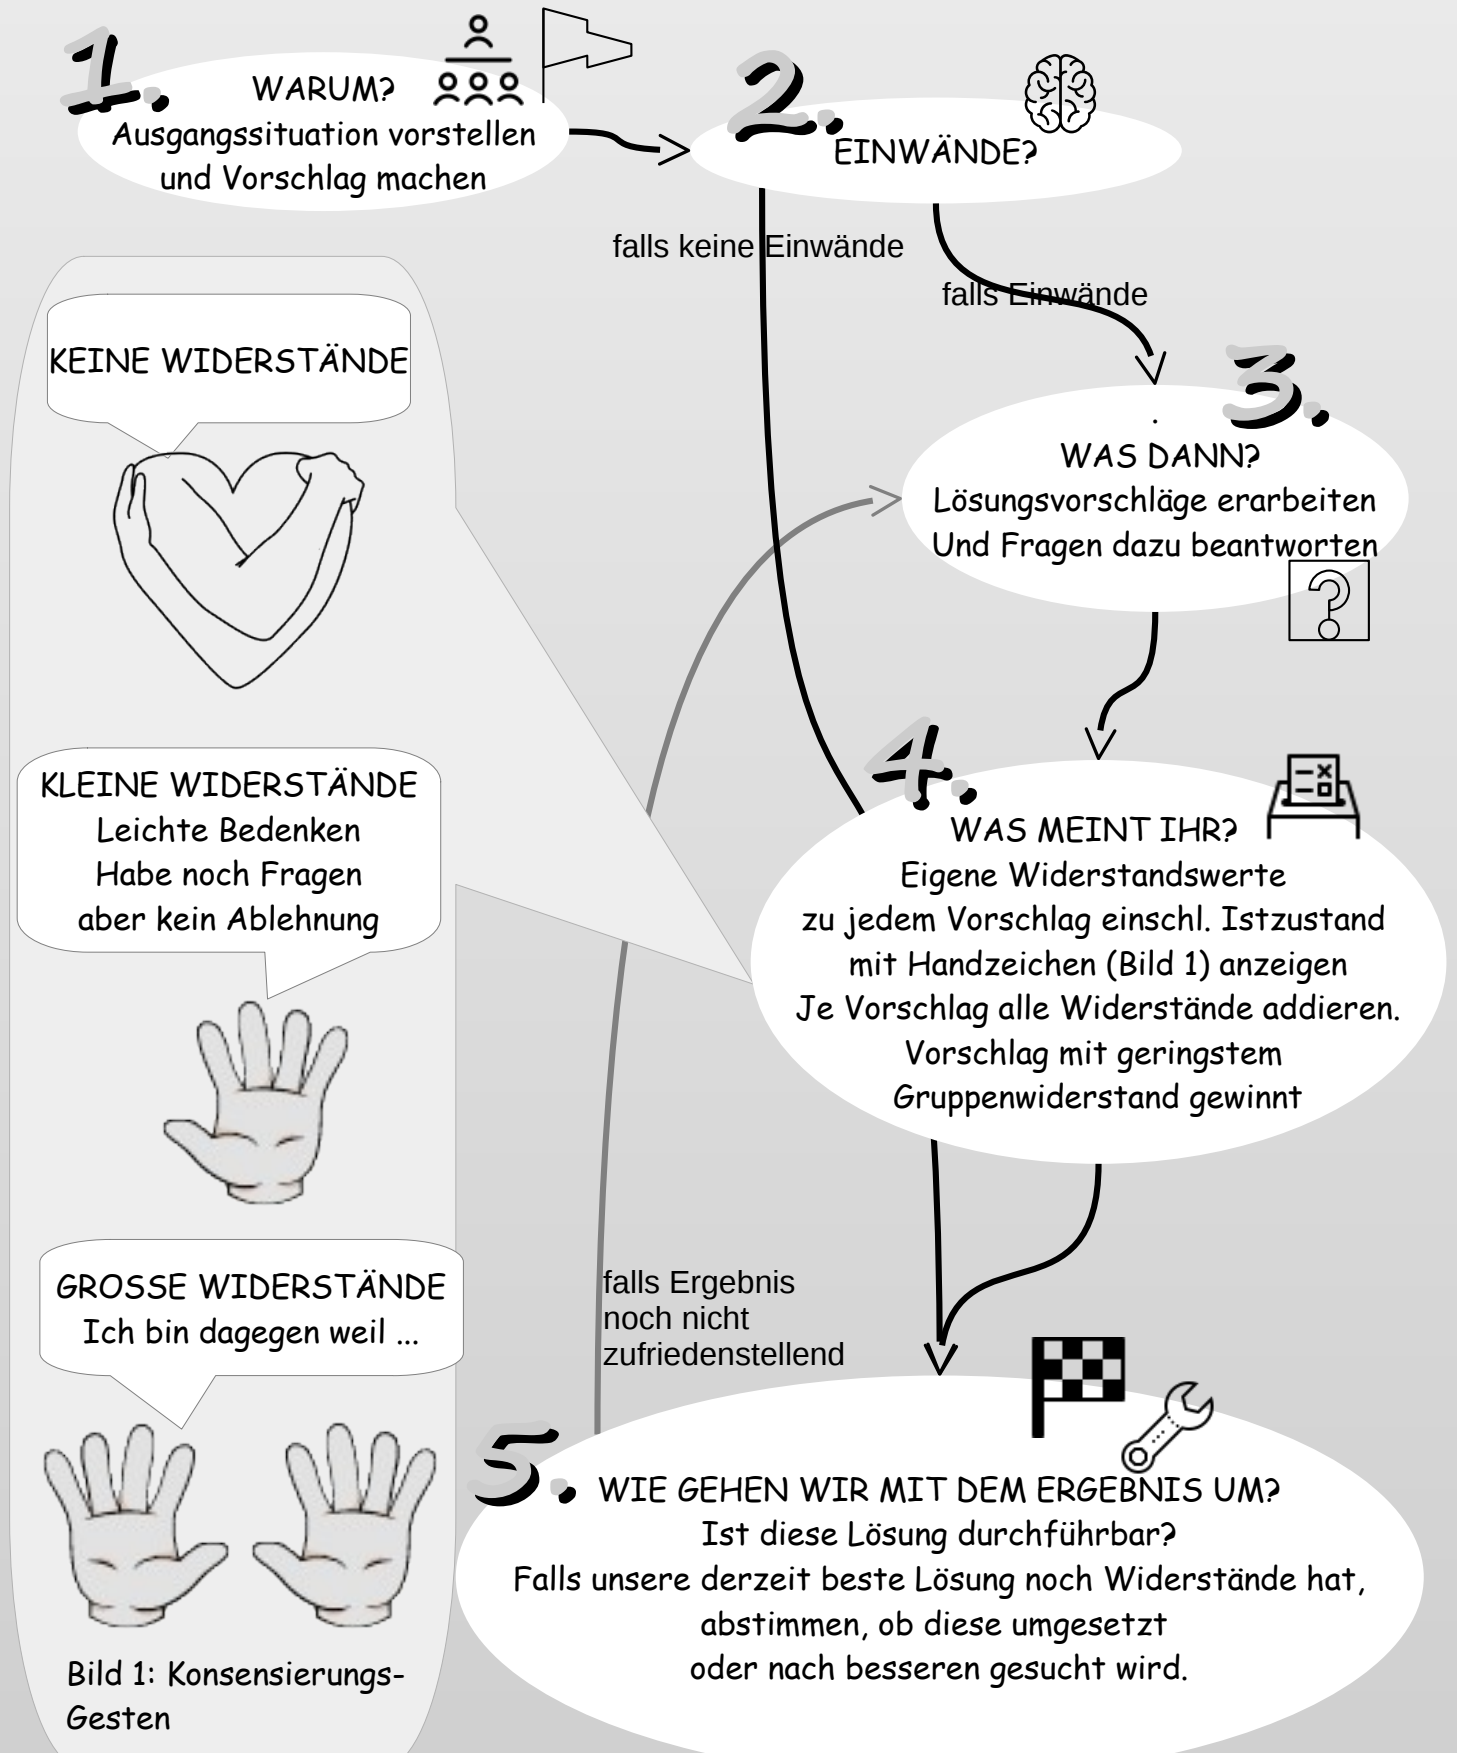 1.
WARUM?
Ausgangssituation vorstellen
und Vorschlag machen
2.
EINWÄNDE?
falls keine Einwände
falls Einwände
3.
.
WAS DANN?
Lösungsvorschläge erarbeiten
Und Fragen dazu beantworten
?
4.
WAS MEINT IHR?
Eigene Widerstandswerte
zu jedem Vorschlag einschl. Istzustand
mit Handzeichen (Bild 1) anzeigen
Je Vorschlag alle Widerstände addieren.
Vorschlag mit geringstem
Gruppenwiderstand gewinnt
falls Ergebnis
noch nicht
zufriedenstellend
5.
WIE GEHEN WIR MIT DEM ERGEBNIS UM?
Ist diese Lösung durchführbar?
Falls unsere derzeit beste Lösung noch Widerstände hat,
abstimmen, ob diese umgesetzt
oder nach besseren gesucht wird.
KEINE WIDERSTÄNDE
KLEINE WIDERSTÄNDE
Leichte Bedenken
Habe noch Fragen
aber kein Ablehnung
GROSSE WIDERSTÄNDE
Ich bin dagegen weil ...
Bild 1: Konsensierungs-
Gesten